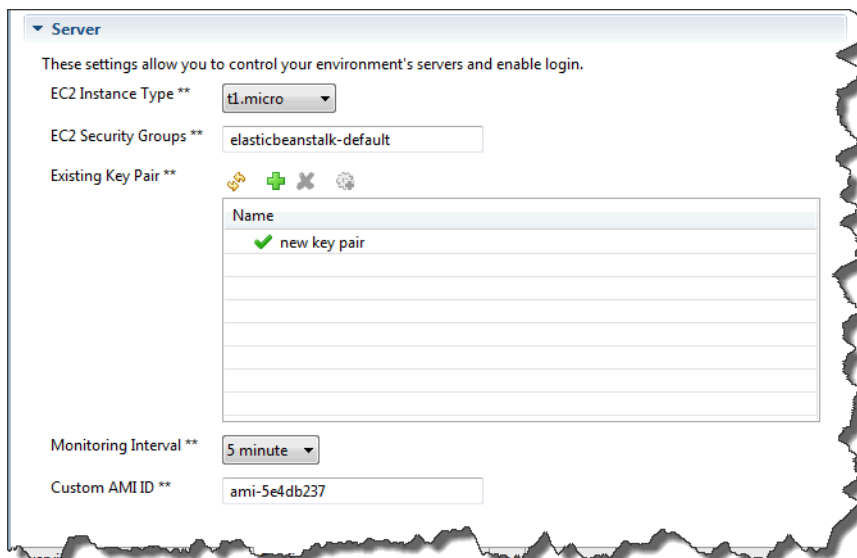 Server
These settings allow you to control your environment's servers and enable login.
EC2 Instance Type ** t1.micro
EC2 Security Groups ** elasticbeanstalk-default
Existing Key Pair **
Name
new key pair
Monitoring Interval ** 5 minute
Custom AMI ID ** ami-5e4db237